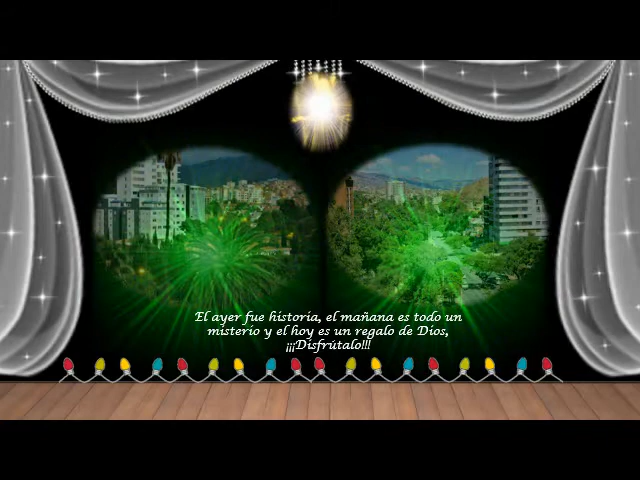 El ayer fue historia, el mañana es todo un
misterio y el hoy es un regalo de Dios,
¡¡¡Disfrútalo!!!